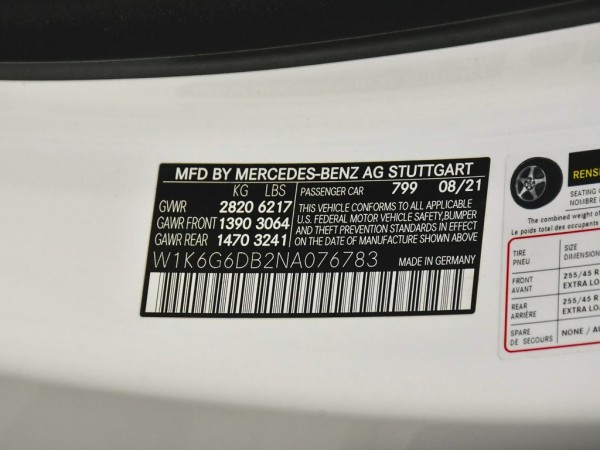 MFD BY MERCEDES-BENZ AG STUTTGART
KG LBS PASSENGER CAR 799 08/21
GVWR 2820 6217
GAWR FRONT 1390 3064
GAWR REAR 1470 3241
THIS VEHICLE CONFORMS TO ALL APPLICABLE
U.S. FEDERAL MOTOR VEHICLE SAFETY,BUMPER
AND THEFT PREVENTION STANDARDS IN EFFECT
ON THE DATE OF MANUFACTURE SHOWN ABOVE.
W1K6G6DB2NA076783 MADE IN GERMANY
RENSE
SEATING
NOMBRE
The combined weight of
Le poids total des occupants
TIRE SIZE
PNEU DIMENSION
FRONT 255/45 R
AVANT EXTRA LO
REAR 255/45 R
ARRIÈRE EXTRA LO
SPARE NONE / AU
DE SECOURS